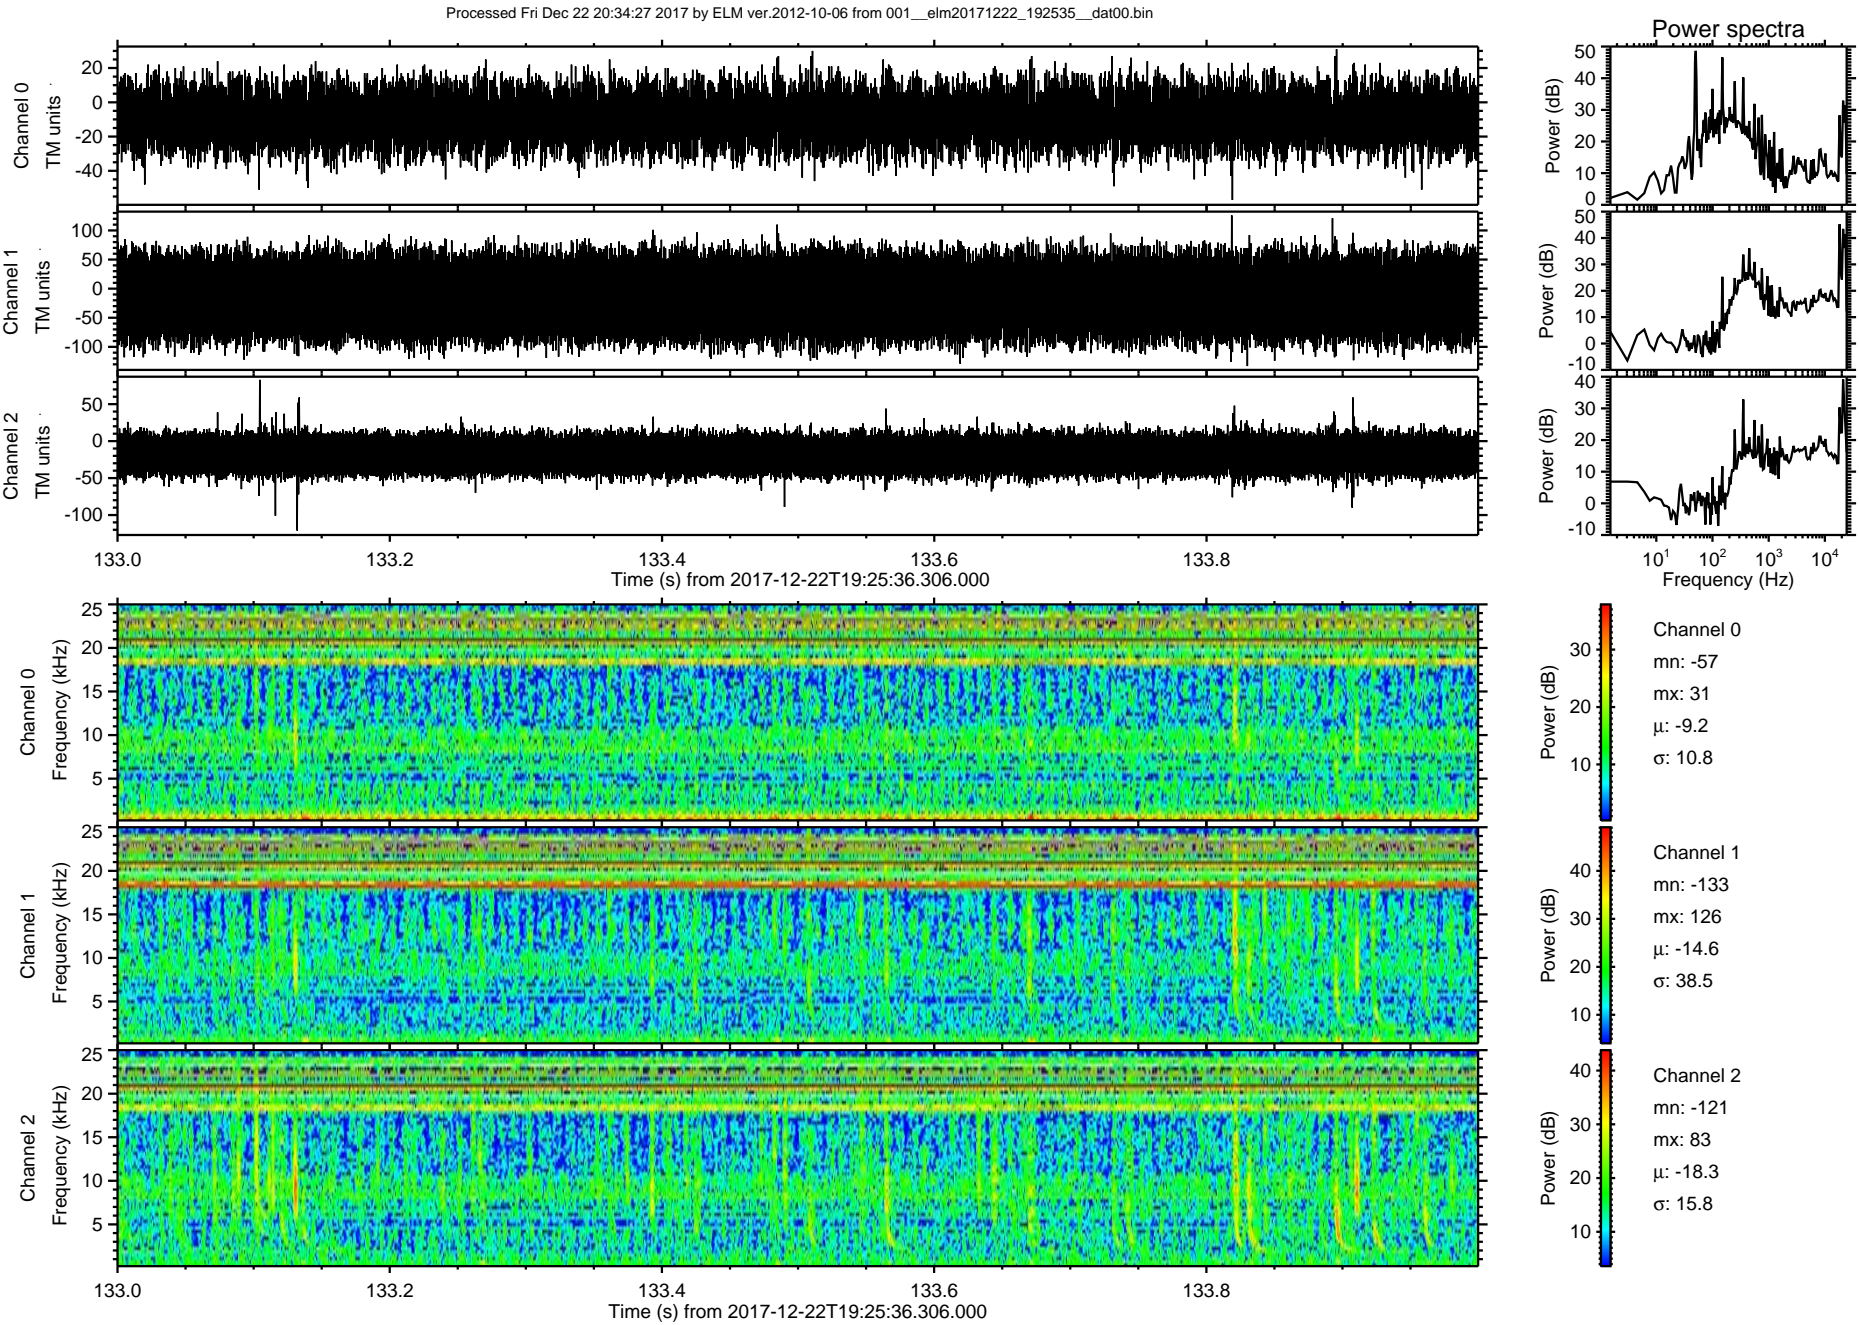 Processed Fri Dec 22 20:34:27 2017 by ELM ver.2012-10-06 from 001__elm20171222_192535__dat00.bin
Power spectra
Channel 0
TM units
20
0
-20
-40
Power (dB)
50
40
30
20
10
0
Channel 1
TM units
100
50
0
-50
-100
Power (dB)
50
40
30
20
10
0
-10
Channel 2
TM units
50
0
-50
-100
Power (dB)
40
30
20
10
0
-10
133.0 133.2 133.4 133.6 133.8
Time (s) from 2017-12-22T19:25:36.306.000
10¹ 10² 10³ 10⁴
Frequency (Hz)
Channel 0
Frequency (kHz)
25
20
15
10
5
Power (dB)
30
20
10
Channel 0
mn: -57
mx: 31
μ: -9.2
σ: 10.8
Channel 1
Frequency (kHz)
25
20
15
10
5
Power (dB)
40
30
20
10
Channel 1
mn: -133
mx: 126
μ: -14.6
σ: 38.5
Channel 2
Frequency (kHz)
25
20
15
10
5
Power (dB)
40
30
20
10
Channel 2
mn: -121
mx: 83
μ: -18.3
σ: 15.8
133.0 133.2 133.4 133.6 133.8
Time (s) from 2017-12-22T19:25:36.306.000